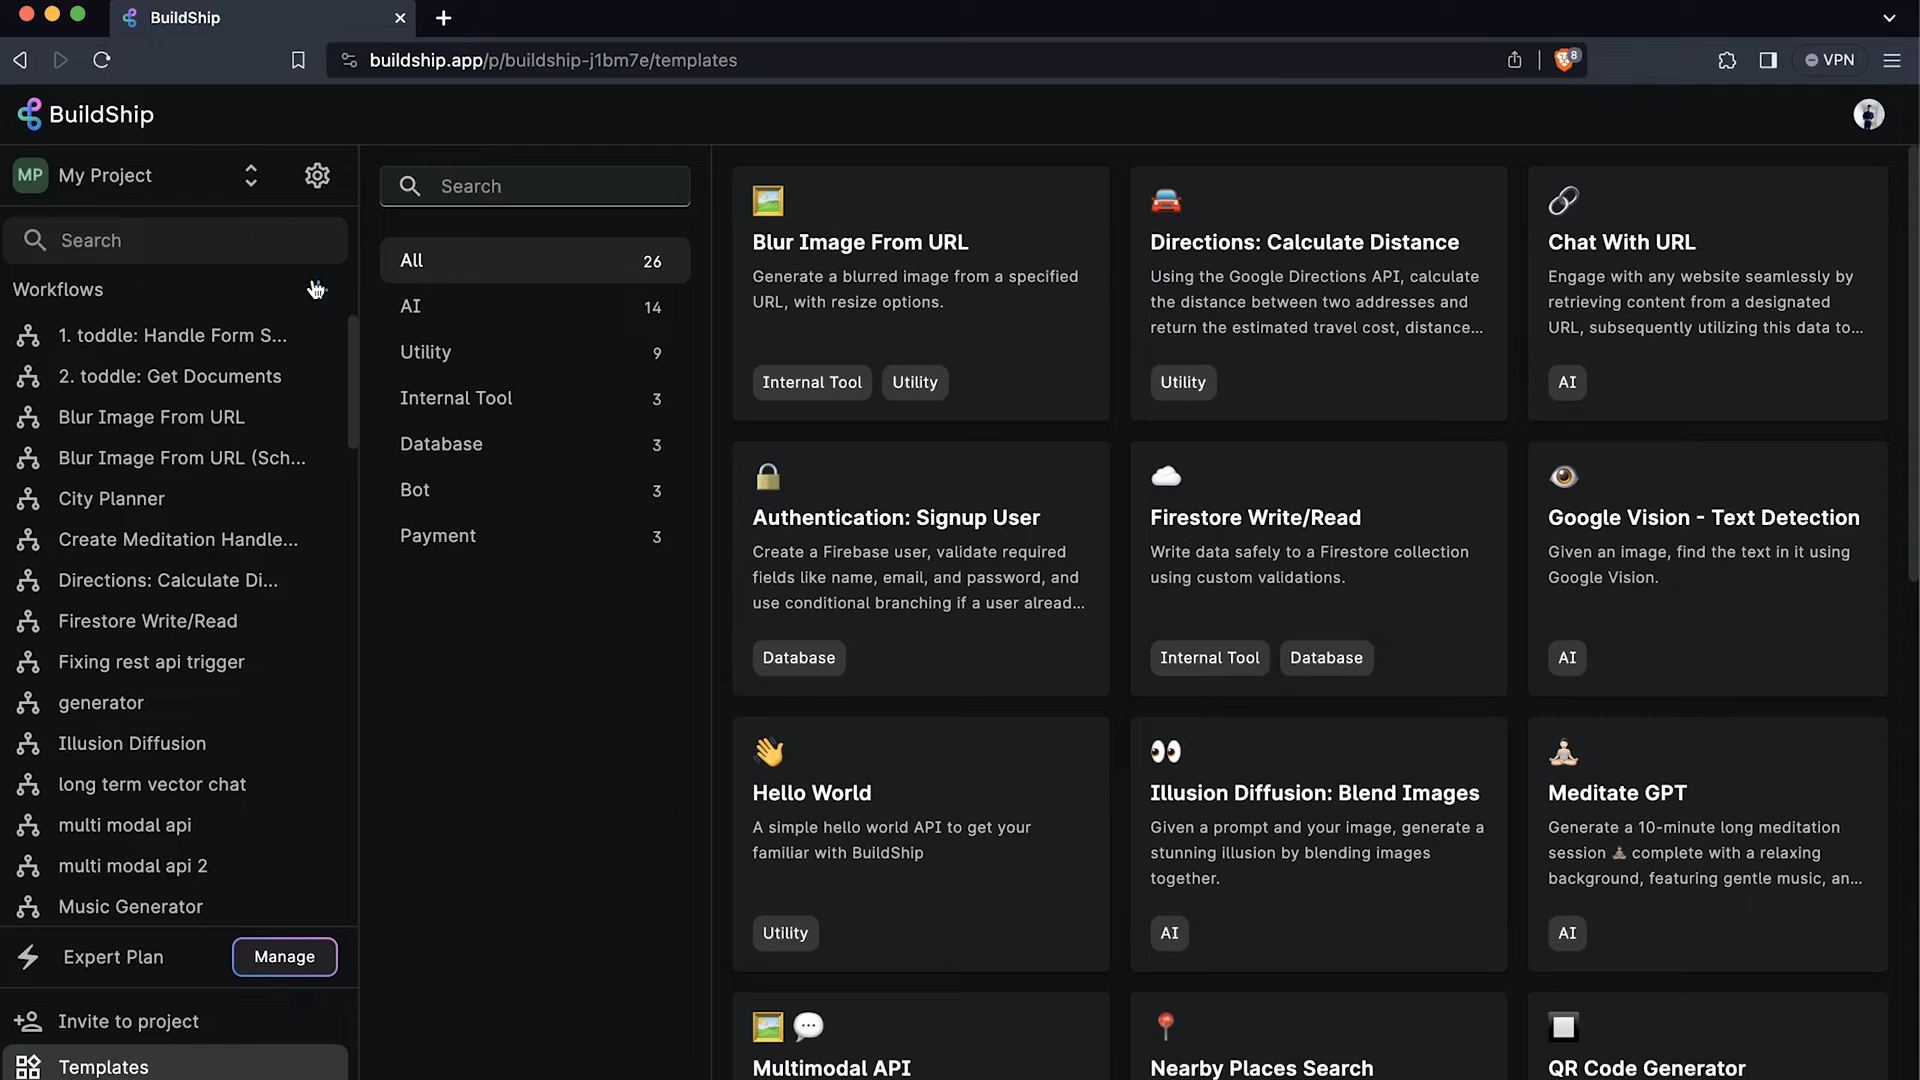 BuildShip
buildship.app/p/buildship-j1bm7e/templates
8
VPN
BuildShip
MP My Project
Search
Workflows
1. toddle: Handle Form S...
2. toddle: Get Documents
Blur Image From URL
Blur Image From URL (Sch...
City Planner
Create Meditation Handle...
Directions: Calculate Di...
Firestore Write/Read
Fixing rest api trigger
generator
Illusion Diffusion
long term vector chat
multi modal api
multi modal api 2
Music Generator
Expert Plan
Manage
Invite to project
Templates
Search
All 26
AI 14
Utility 9
Internal Tool 3
Database 3
Bot 3
Payment 3
Blur Image From URL
Generate a blurred image from a specified
URL, with resize options.
Internal Tool Utility
Directions: Calculate Distance
Using the Google Directions API, calculate
the distance between two addresses and
return the estimated travel cost, distance...
Utility
Chat With URL
Engage with any website seamlessly by
retrieving content from a designated
URL, subsequently utilizing this data to...
AI
Authentication: Signup User
Create a Firebase user, validate required
fields like name, email, and password, and
use conditional branching if a user alread...
Database
Firestore Write/Read
Write data safely to a Firestore collection
using custom validations.
Internal Tool Database
Google Vision - Text Detection
Given an image, find the text in it using
Google Vision.
AI
Hello World
A simple hello world API to get your
familiar with BuildShip
Utility
Illusion Diffusion: Blend Images
Given a prompt and your image, generate a
stunning illusion by blending images
together.
AI
Meditate GPT
Generate a 10-minute long meditation
session 🧘 complete with a relaxing
background, featuring gentle music, an...
AI
Multimodal API
Nearby Places Search
QR Code Generator